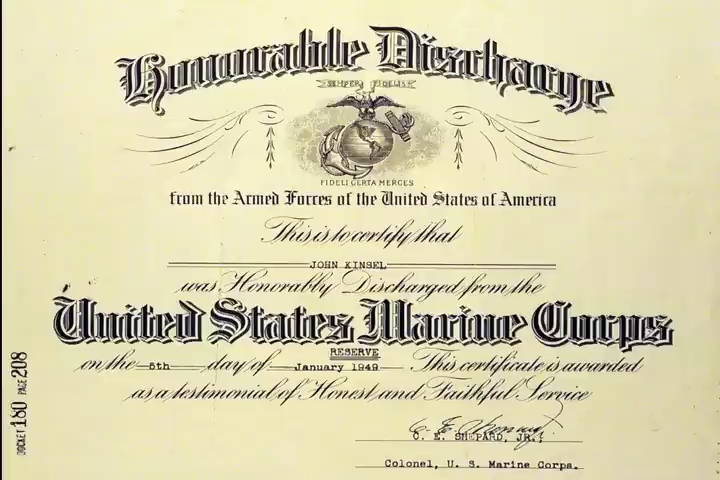 Honorable Discharge
SEMPER FIDELIS
FIDELI CERTA MERCES
from the Armed Forces of the United States of America
This is to certify that
JOHN KINSEL
was Honorably Discharged from the
United States Marine Corps
RESERVE
on the 5th day of January 1949 This certificate is awarded
as a testimonial of Honest and Faithful Service
C. E. SHEPARD, JR.,
Colonel, U. S. Marine Corps.
DOCKET 180 PAGE 208